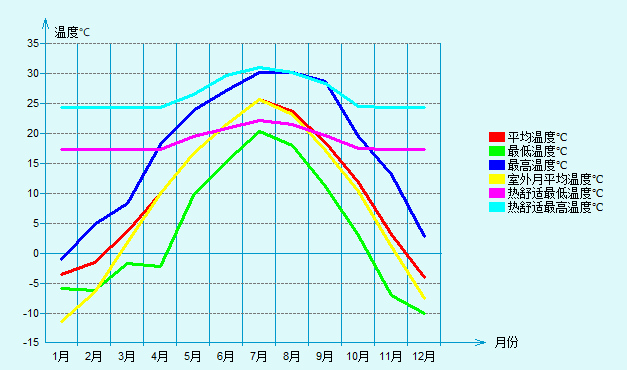 温度℃
35
30
25
20
15
10
5
0
-5
-10
-15
1月 2月 3月 4月 5月 6月 7月 8月 9月 10月 11月 12月
月份
平均温度℃
最低温度℃
最高温度℃
室外月平均温度℃
热舒适最低温度℃
热舒适最高温度℃